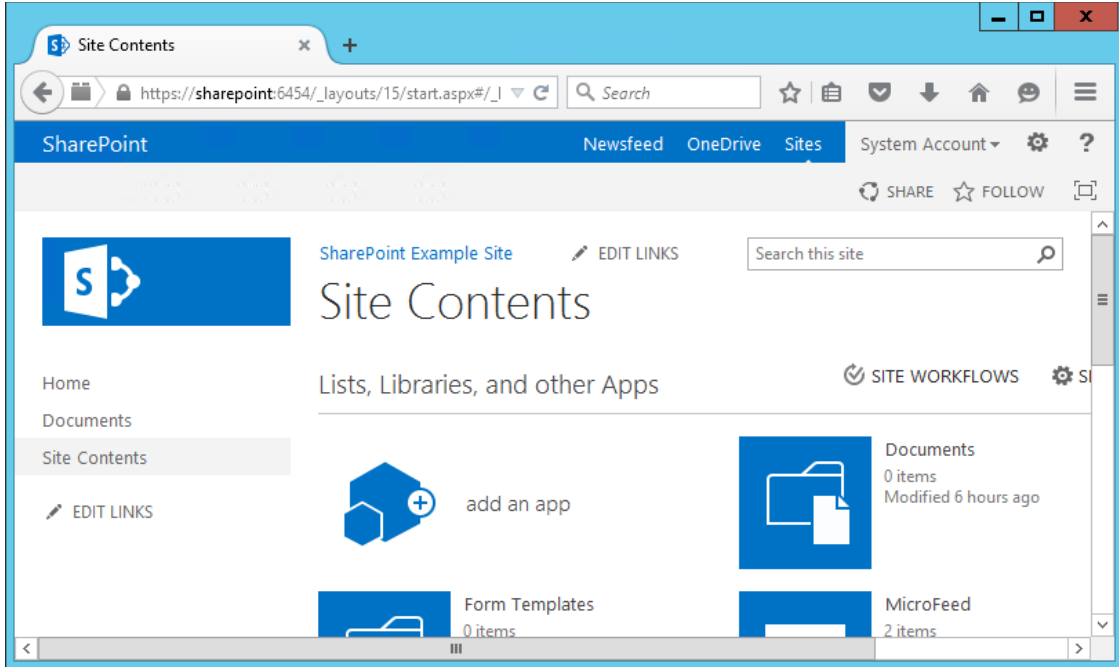 Site Contents
https://sharepoint:6454/_layouts/15/start.aspx#/_l
Search
SharePoint
Newsfeed OneDrive Sites System Account ?
SHARE FOLLOW
S
SharePoint Example Site EDIT LINKS Search this site
Site Contents
Home
Documents
Site Contents
EDIT LINKS
Lists, Libraries, and other Apps SITE WORKFLOWS
add an app
Documents
0 items
Modified 6 hours ago
Form Templates
0 items
MicroFeed
2 items